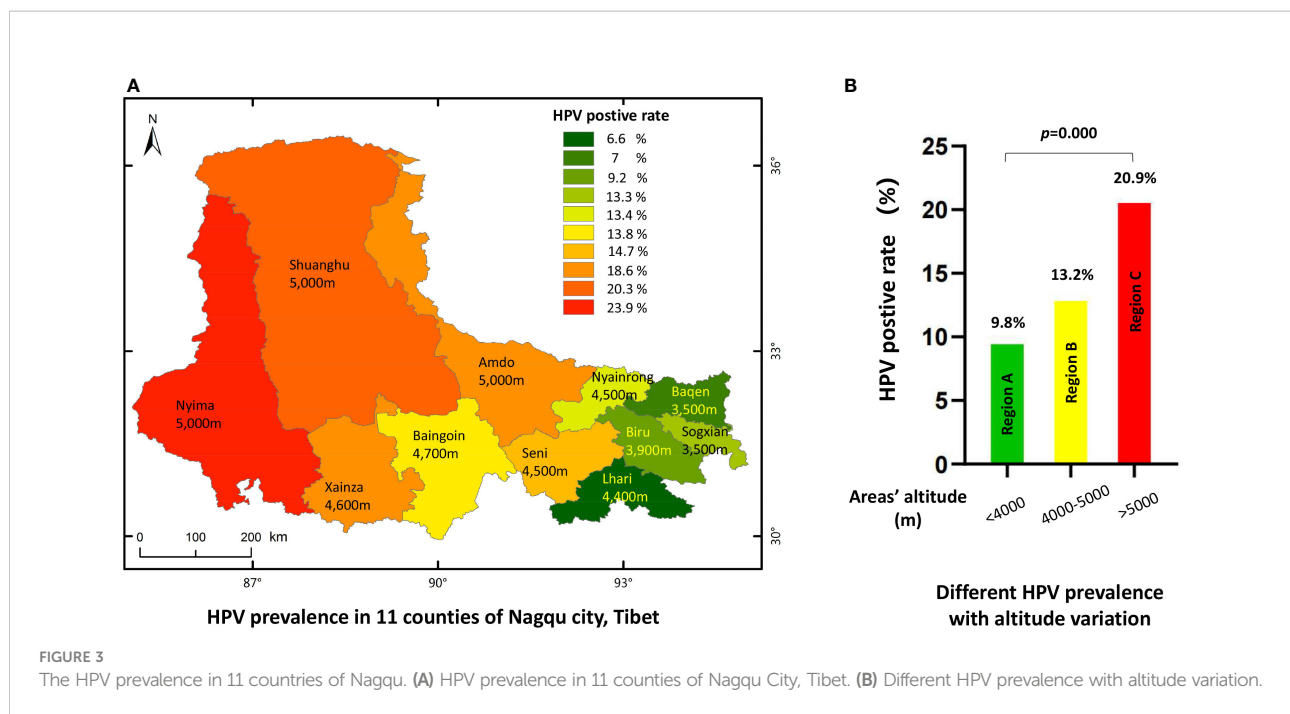 A
N
HPV postive rate
6.6 %
7 %
9.2 %
13.3 %
13.4 %
13.8 %
14.7 %
18.6 %
20.3 %
23.9 %
36°
33°
30°
Shuanghu
5,000m
Nyima
5,000m
Amdo
5,000m
Nyainrong
4,500m
Baqen
3,500m
Baingoin
4,700m
Seni
4,500m
Biru
3,900m
Sogxian
3,500m
Xainza
4,600m
Lhari
4,400m
0 100 200 km
87° 90° 93°
HPV prevalence in 11 counties of Nagqu city, Tibet
B
p=0.000
HPV postive rate (%)
25
20
15
10
5
0
9.8%
13.2%
20.9%
Region A
Region B
Region C
Areas' altitude
(m)
<4000
4000-5000
>5000
Different HPV prevalence
with altitude variation
FIGURE 3
The HPV prevalence in 11 countries of Nagqu. (A) HPV prevalence in 11 counties of Nagqu City, Tibet. (B) Different HPV prevalence with altitude variation.